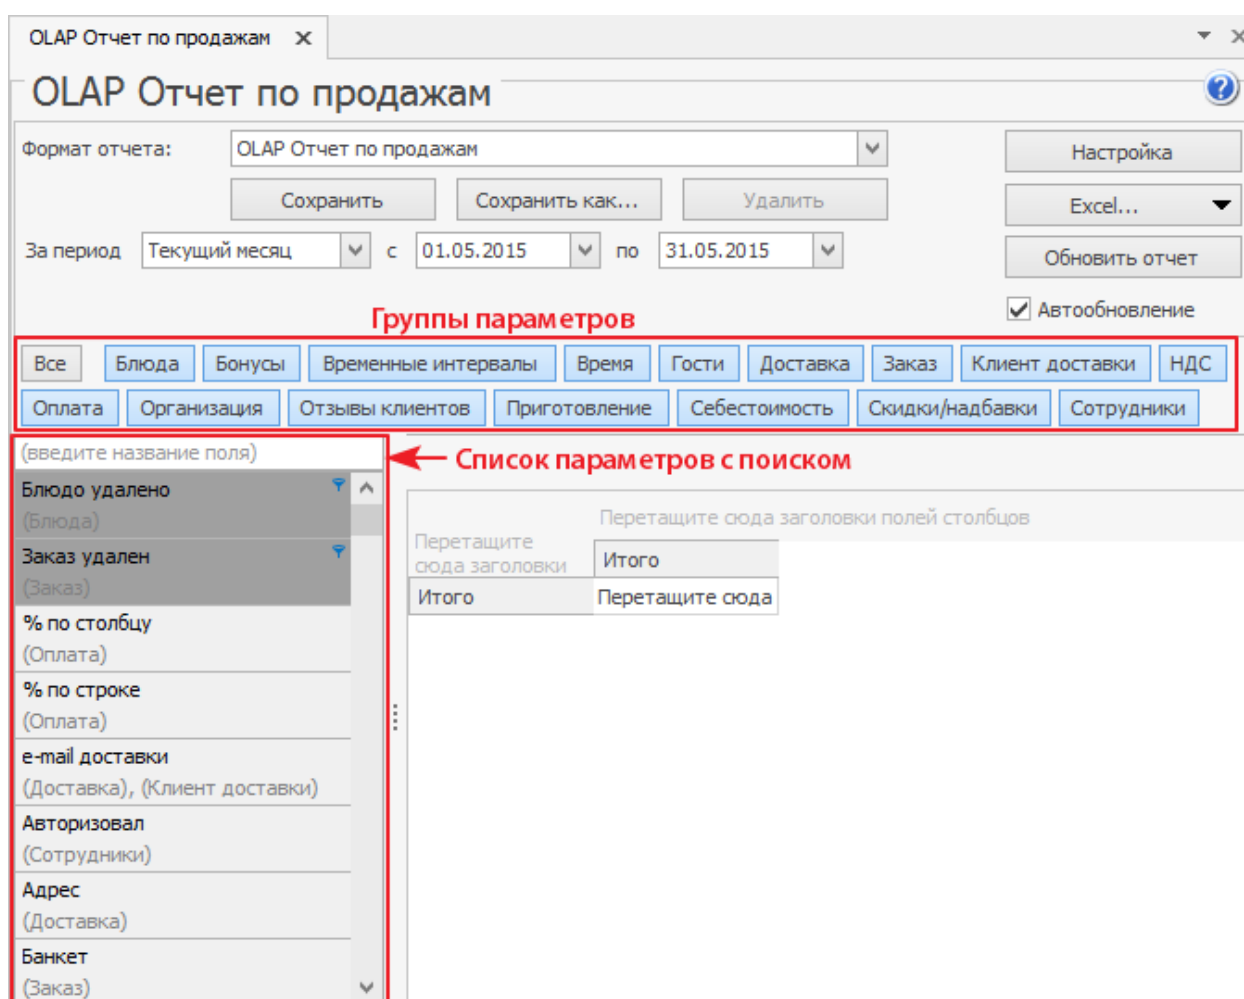 OLAP Отчет по продажам
OLAP Отчет по продажам
Формат отчета: OLAP Отчет по продажам Настройка
Сохранить Сохранить как... Удалить Excel...
За период Текущий месяц с 01.05.2015 по 31.05.2015 Обновить отчет
Автообновление
Группы параметров
Все Блюда Бонусы Временные интервалы Время Гости Доставка Заказ Клиент доставки НДС
Оплата Организация Отзывы клиентов Приготовление Себестоимость Скидки/надбавки Сотрудники
(введите название поля)
Список параметров с поиском
Блюдо удалено
(Блюда)
Заказ удален
(Заказ)
% по столбцу
(Оплата)
% по строке
(Оплата)
e-mail доставки
(Доставка), (Клиент доставки)
Авторизовал
(Сотрудники)
Адрес
(Доставка)
Банкет
(Заказ)
Перетащите сюда заголовки полей столбцов
Перетащите
сюда заголовки
Итого
Итого Перетащите сюда